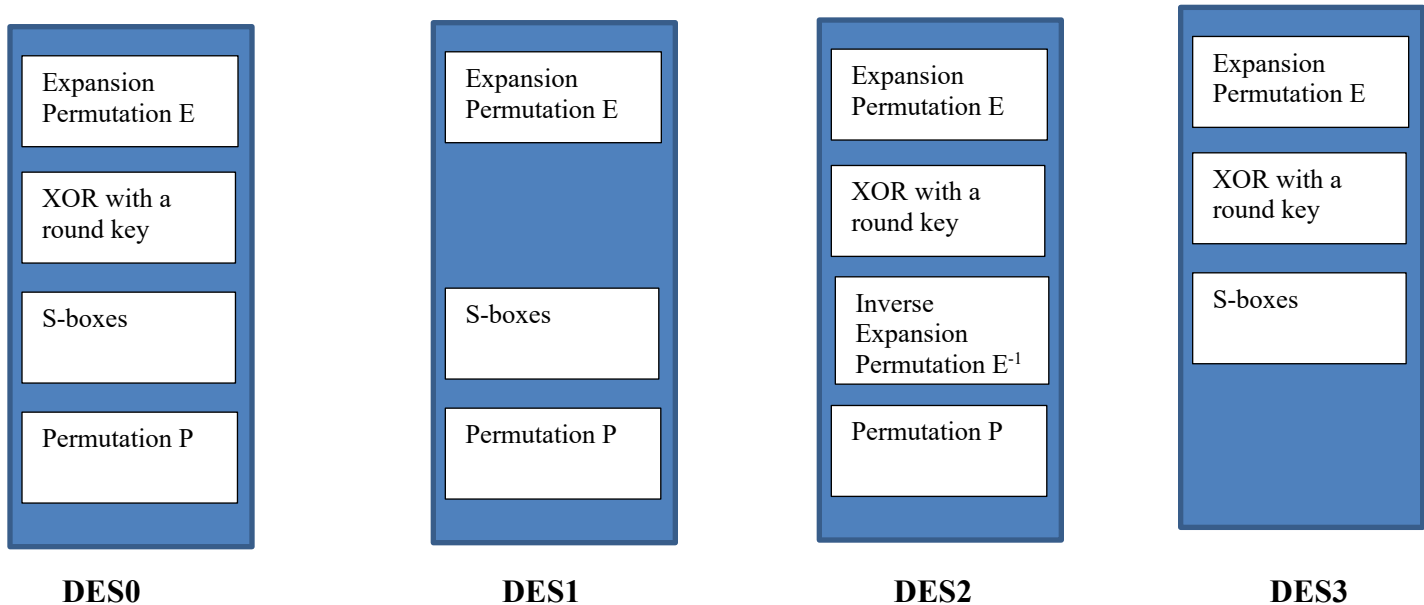 Expansion
Permutation E
XOR with a
round key
S-boxes
Permutation P
DES0
Expansion
Permutation E
S-boxes
Permutation P
DES1
Expansion
Permutation E
XOR with a
round key
Inverse
Expansion
Permutation E⁻¹
Permutation P
DES2
Expansion
Permutation E
XOR with a
round key
S-boxes
DES3